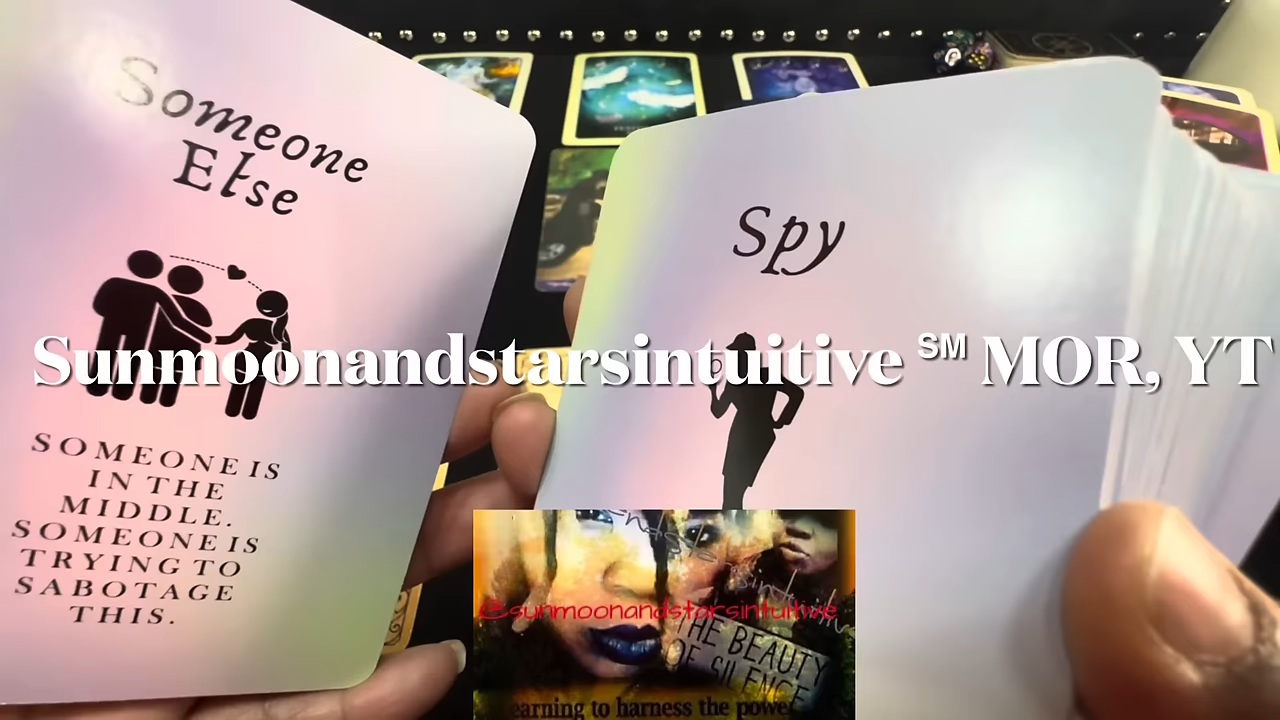 Someone
Else
SOMEONE IS
IN THE
MIDDLE.
SOMEONE IS
TRYING TO
SABOTAGE
THIS.
Spy
Sunmoonandstarsintuitive ℠ MOR, YT
@sunmoonandstarsintuitive
THE BEAUTY
OF SILENCE
earning to harness the power